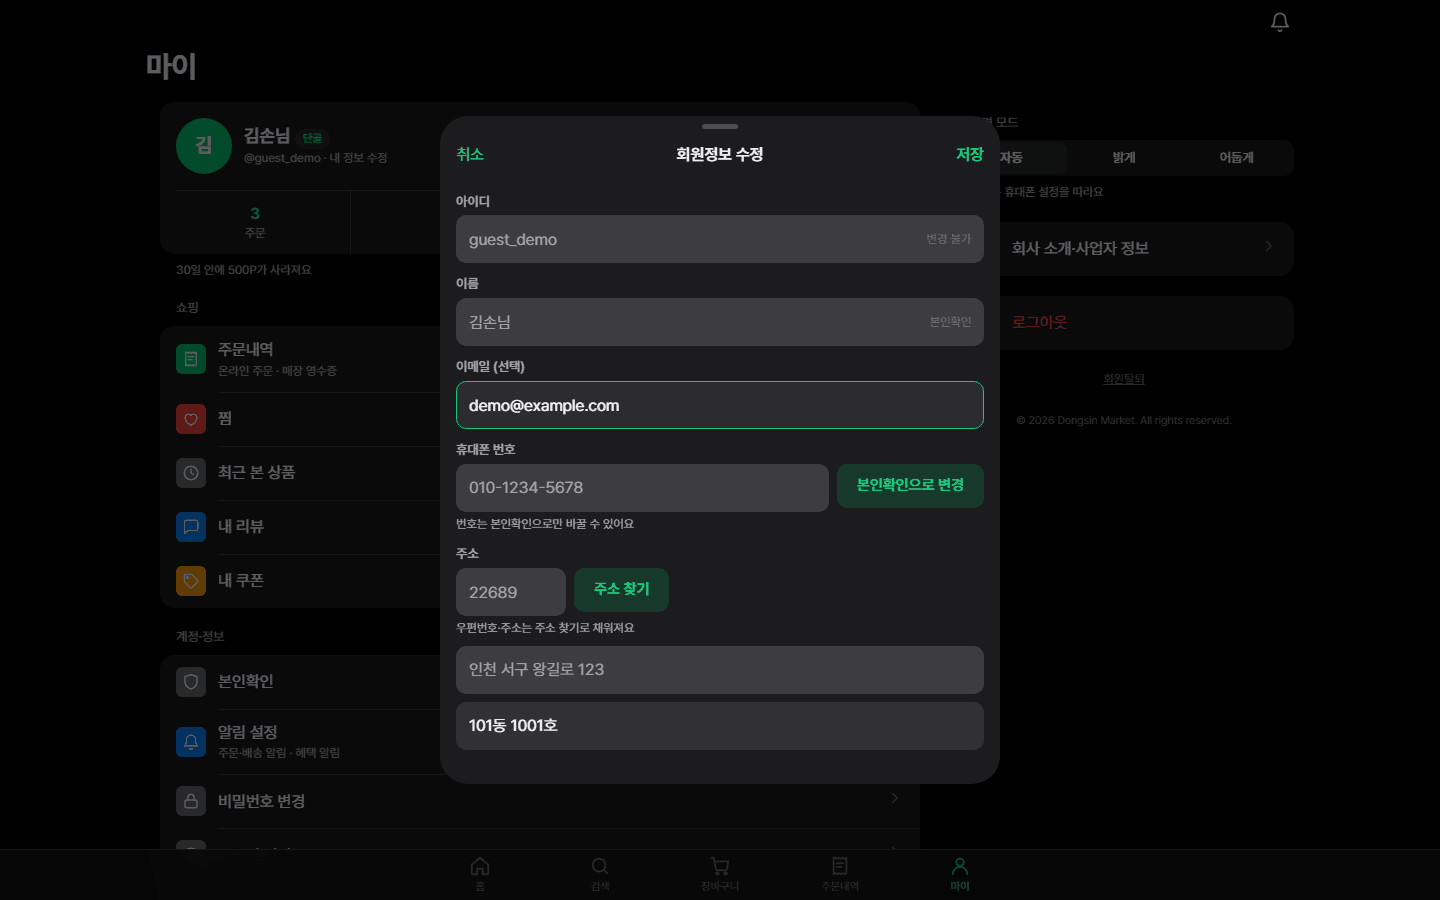 마이
김
김손님 단골
@guest_demo · 내 정보 수정
3
주문
30일 안에 500P가 사라져요
쇼핑
주문내역
온라인 주문 · 매장 영수증
찜
최근 본 상품
내 리뷰
내 쿠폰
계정·정보
본인확인
알림 설정
주문·배송 알림 · 혜택 알림
비밀번호 변경
취소
회원정보 수정
저장
아이디
guest_demo
변경 불가
이름
김손님
본인확인
이메일 (선택)
demo@example.com
휴대폰 번호
010-1234-5678
본인확인으로 변경
번호는 본인확인으로만 바꿀 수 있어요
주소
22689
주소 찾기
우편번호·주소는 주소 찾기로 채워져요
인천 서구 왕길로 123
101동 1001호
모드
자동
밝게
어둡게
휴대폰 설정을 따라요
회사 소개·사업자 정보
로그아웃
회원탈퇴
© 2026 Dongsin Market. All rights reserved.
홈
검색
장바구니
주문내역
마이